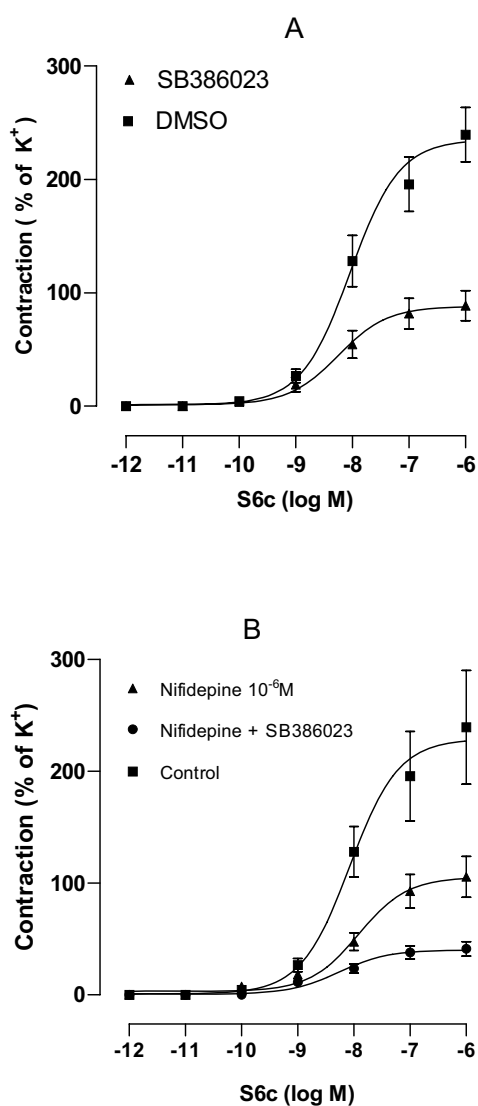 A
300
200
100
0
Contraction ( % of K+)
SB386023
DMSO
-12 -11 -10 -9 -8 -7 -6
S6c (log M)
B
300
200
100
0
Contraction (% of K+)
Nifidepine 10-6M
Nifidepine + SB386023
Control
-12 -11 -10 -9 -8 -7 -6
S6c (log M)